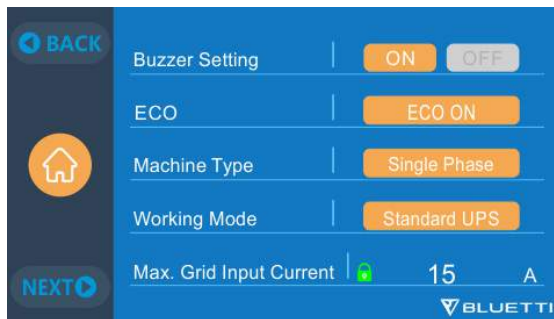 BACK
Buzzer Setting ON OFF
ECO ECO ON
Machine Type Single Phase
Working Mode Standard UPS
Max. Grid Input Current 15 A
NEXT
BLUETTI